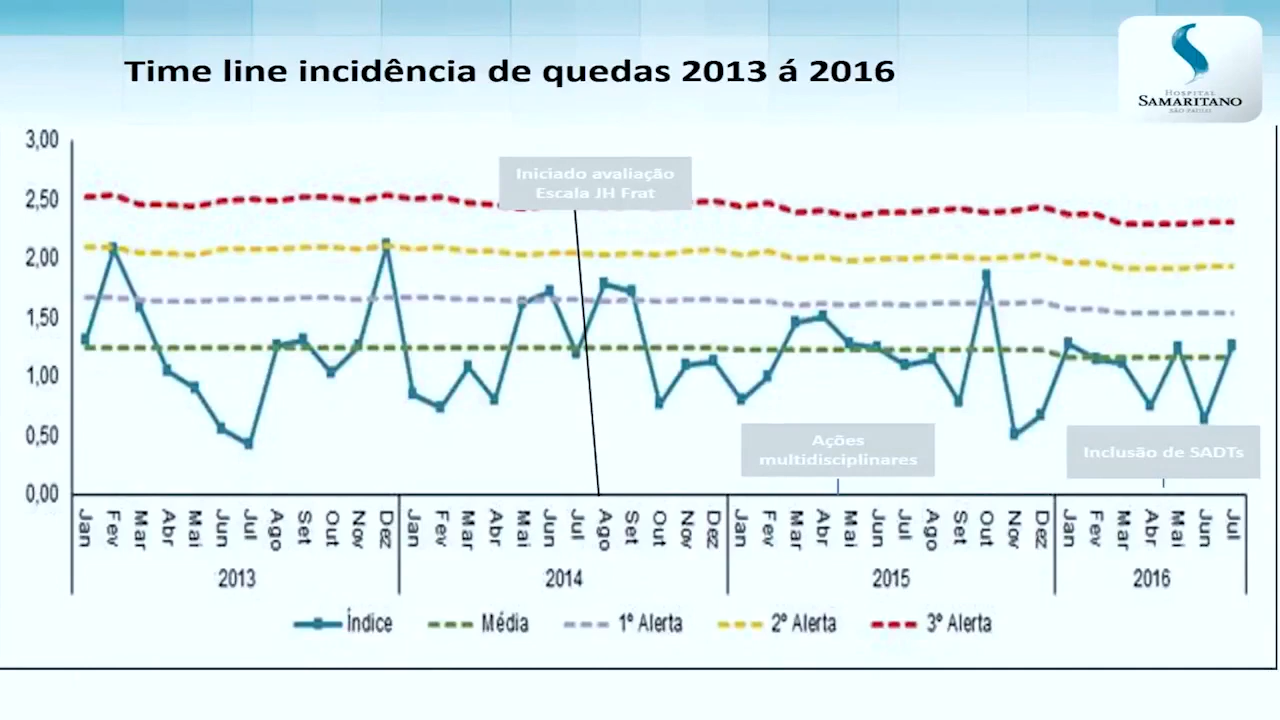 Time line incidência de quedas 2013 á 2016
HOSPITAL
SAMARITANO
SÃO PAULO
3,00
2,50
2,00
1,50
1,00
0,50
0,00
Iniciado avaliação
Escala JH Frat
Ações
multidisciplinares
Inclusão de SADTs
Jan Fev Mar Abr Mai Jun Jul Ago Set Out Nov Dez Jan Fev Mar Abr Mai Jun Jul Ago Set Out Nov Dez Jan Fev Mar Abr Mai Jun Jul Ago Set Out Nov Dez Jan Fev Mar Abr Mai Jun Jul
2013 2014 2015 2016
Índice Média 1º Alerta 2º Alerta 3º Alerta